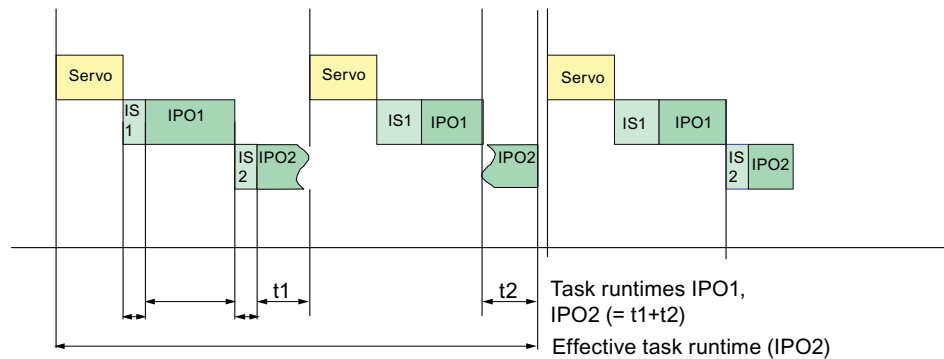 Servo
Servo
Servo
IS
1
IPO1
IS1
IPO1
IS1
IPO1
IS
2
IPO2
IPO2
IS
2
IPO2
t1
t2
Task runtimes IPO1,
IPO2 (= t1+t2)
Effective task runtime (IPO2)